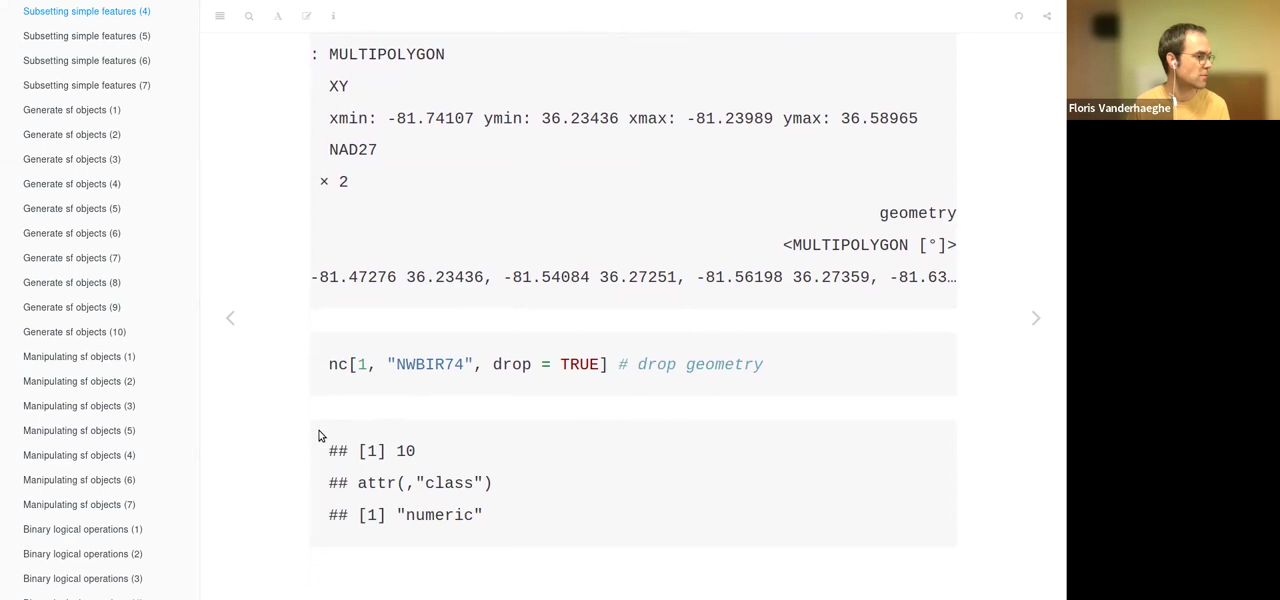 Subsetting simple features (4)
Subsetting simple features (5)
Subsetting simple features (6)
Subsetting simple features (7)
Generate sf objects (1)
Generate sf objects (2)
Generate sf objects (3)
Generate sf objects (4)
Generate sf objects (5)
Generate sf objects (6)
Generate sf objects (7)
Generate sf objects (8)
Generate sf objects (9)
Generate sf objects (10)
Manipulating sf objects (1)
Manipulating sf objects (2)
Manipulating sf objects (3)
Manipulating sf objects (5)
Manipulating sf objects (4)
Manipulating sf objects (6)
Manipulating sf objects (7)
Binary logical operations (1)
Binary logical operations (2)
Binary logical operations (3)
: MULTIPOLYGON
XY
xmin: -81.74107 ymin: 36.23436 xmax: -81.23989 ymax: 36.58965
NAD27
× 2
geometry
<MULTIPOLYGON [°]>
-81.47276 36.23436, -81.54084 36.27251, -81.56198 36.27359, -81.63…
nc[1, "NWBIR74", drop = TRUE] # drop geometry
## [1] 10
## attr(,"class")
## [1] "numeric"
Floris Vanderhaeghe